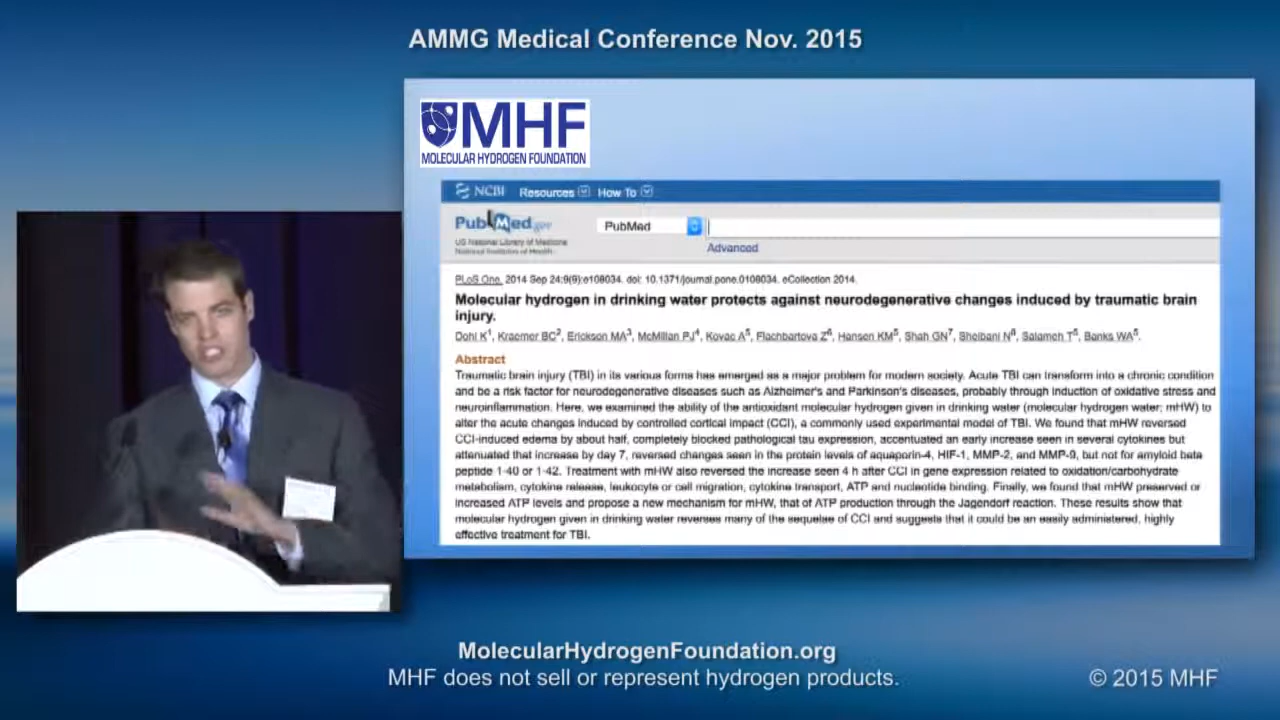 AMMG Medical Conference Nov. 2015
MHF
MOLECULAR HYDROGEN FOUNDATION
NCBI Resources How To
PubMed.gov
US National Library of Medicine
National Institutes of Health
PubMed
Advanced
PLoS One. 2014 Sep 24;9(9):e108034. doi: 10.1371/journal.pone.0108034. eCollection 2014.
Molecular hydrogen in drinking water protects against neurodegenerative changes induced by traumatic brain
injury.
Dohi K1, Kraemer BC2, Erickson MA3, McMillan PJ4, Kovac A5, Flachbartova Z6, Hansen KM5, Shah GN7, Sheibani N8, Salameh T5, Banks WA5.
Abstract
Traumatic brain injury (TBI) in its various forms has emerged as a major problem for modern society. Acute TBI can transform into a chronic condition
and be a risk factor for neurodegenerative diseases such as Alzheimer's and Parkinson's diseases, probably through induction of oxidative stress and
neuroinflammation. Here, we examined the ability of the antioxidant molecular hydrogen given in drinking water (molecular hydrogen water; mHW) to
alter the acute changes induced by controlled cortical impact (CCI), a commonly used experimental model of TBI. We found that mHW reversed
CCI-induced edema by about half, completely blocked pathological tau expression, accentuated an early increase seen in several cytokines but
attenuated that increase by day 7, reversed changes seen in the protein levels of aquaporin-4, HIF-1, MMP-2, and MMP-9, but not for amyloid beta
peptide 1-40 or 1-42. Treatment with mHW also reversed the increase seen 4 h after CCI in gene expression related to oxidation/carbohydrate
metabolism, cytokine release, leukocyte or cell migration, cytokine transport, ATP and nucleotide binding. Finally, we found that mHW preserved or
increased ATP levels and propose a new mechanism for mHW, that of ATP production through the Jagendorf reaction. These results show that
molecular hydrogen given in drinking water reverses many of the sequelae of CCI and suggests that it could be an easily administered, highly
effective treatment for TBI.
MolecularHydrogenFoundation.org
MHF does not sell or represent hydrogen products.
© 2015 MHF